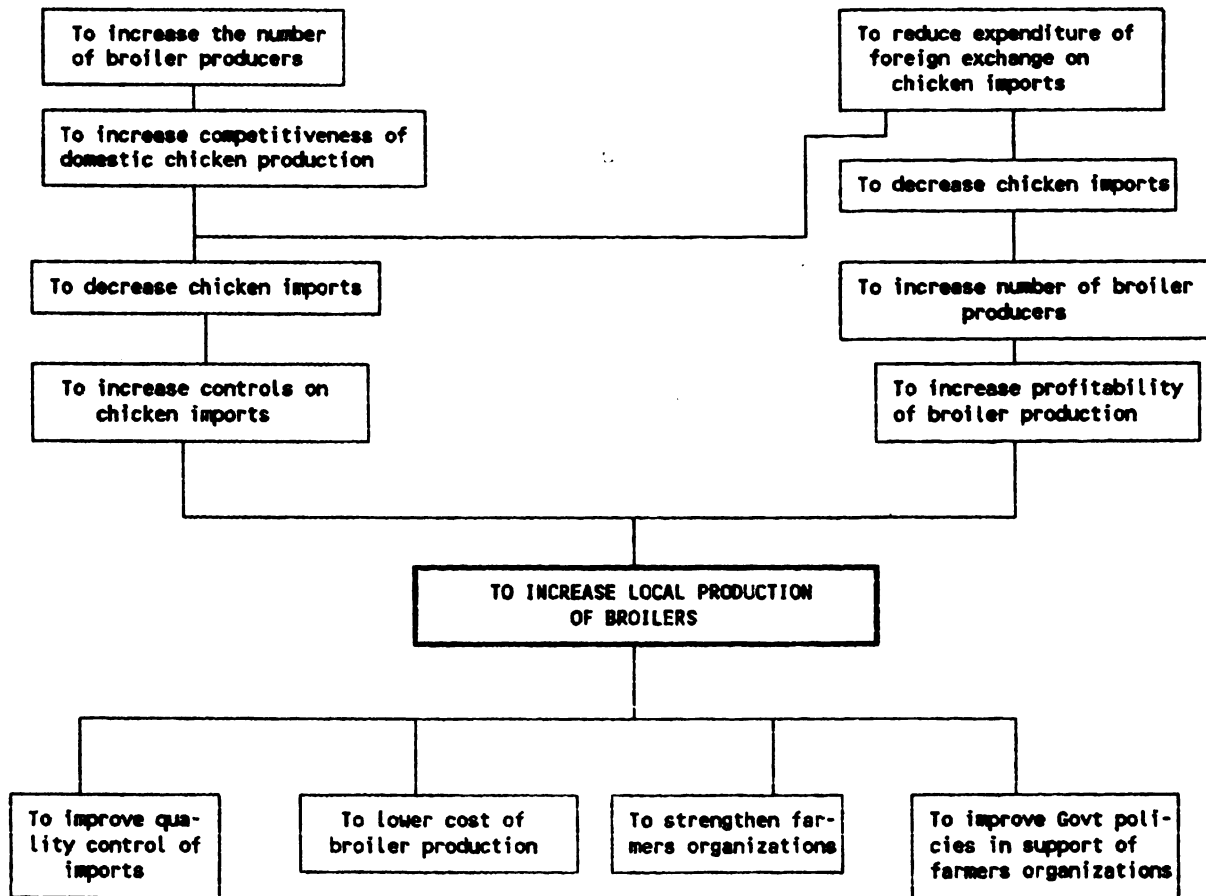 To increase the number
of broiler producers
To reduce expenditure of
foreign exchange on
chicken imports
To increase competitiveness of
domestic chicken production
To decrease chicken imports
To decrease chicken imports
To increase number of broiler
producers
To increase controls on
chicken imports
To increase profitability
of broiler production
TO INCREASE LOCAL PRODUCTION
OF BROILERS
To improve qua-
lity control of
imports
To lower cost of
broiler production
To strengthen far-
mers organizations
To improve Govt poli-
cies in support of
farmers organizations